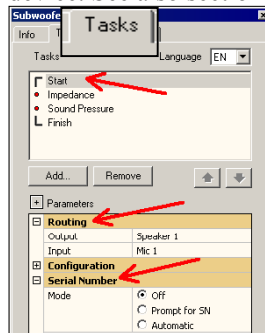 Subwoofe
Tasks
Info
Tasks Language EN
Start
Impedance
Sound Pressure
Finish
Add... Remove
Parameters
Routing
Output Speaker 1
Input Mic 1
Configuration
Serial Number
Mode Off
Prompt for SN
Automatic